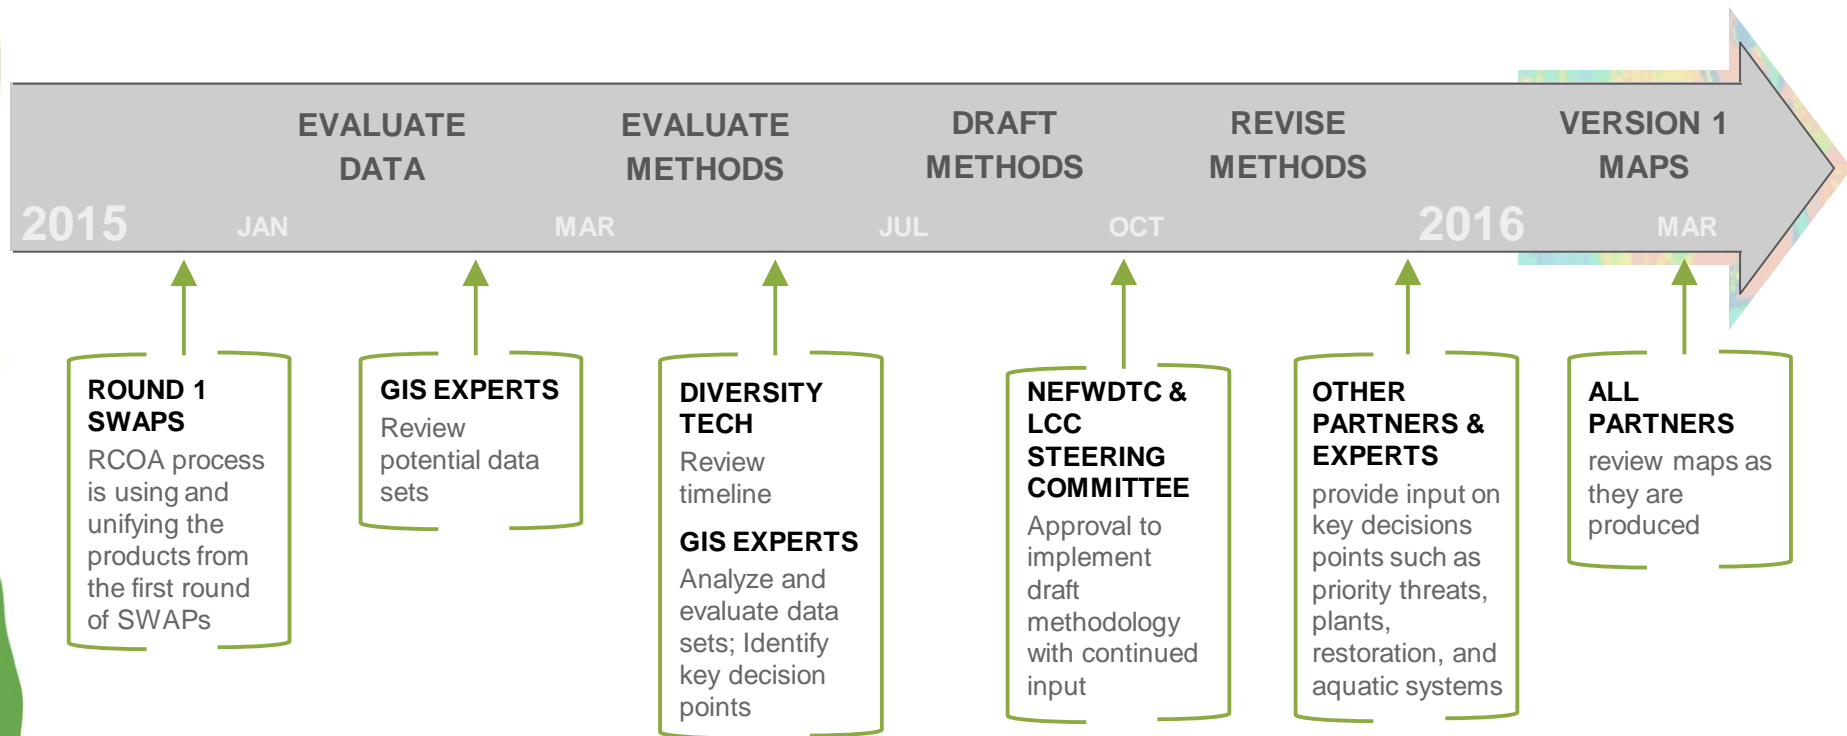 EVALUATE
DATA
EVALUATE
METHODS
DRAFT
METHODS
REVISE
METHODS
VERSION 1
MAPS
2015
JAN
MAR
JUL
OCT
2016
MAR
ROUND 1
SWAPS
RCOA process
is using and
unifying the
products from
the first round
of SWAPs
GIS EXPERTS
Review
potential data
sets
DIVERSITY
TECH
Review
timeline
GIS EXPERTS
Analyze and
evaluate data
sets; Identify
key decision
points
NEFWDTC &
LCC
STEERING
COMMITTEE
Approval to
implement
draft
methodology
with continued
input
OTHER
PARTNERS &
EXPERTS
provide input on
key decisions
points such as
priority threats,
plants,
restoration, and
aquatic systems
ALL
PARTNERS
review maps as
they are
produced